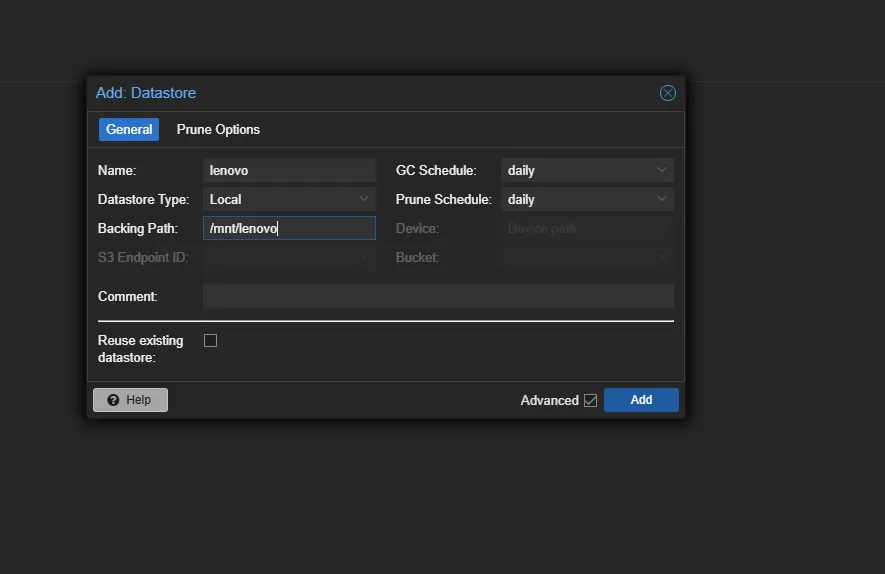 Add: Datastore
General Prune Options
Name: lenovo GC Schedule: daily
Datastore Type: Local Prune Schedule: daily
Backing Path: /mnt/lenovo Device: Device path
S3 Endpoint ID: Bucket:
Comment:
Reuse existing
datastore:
? Help Advanced Add